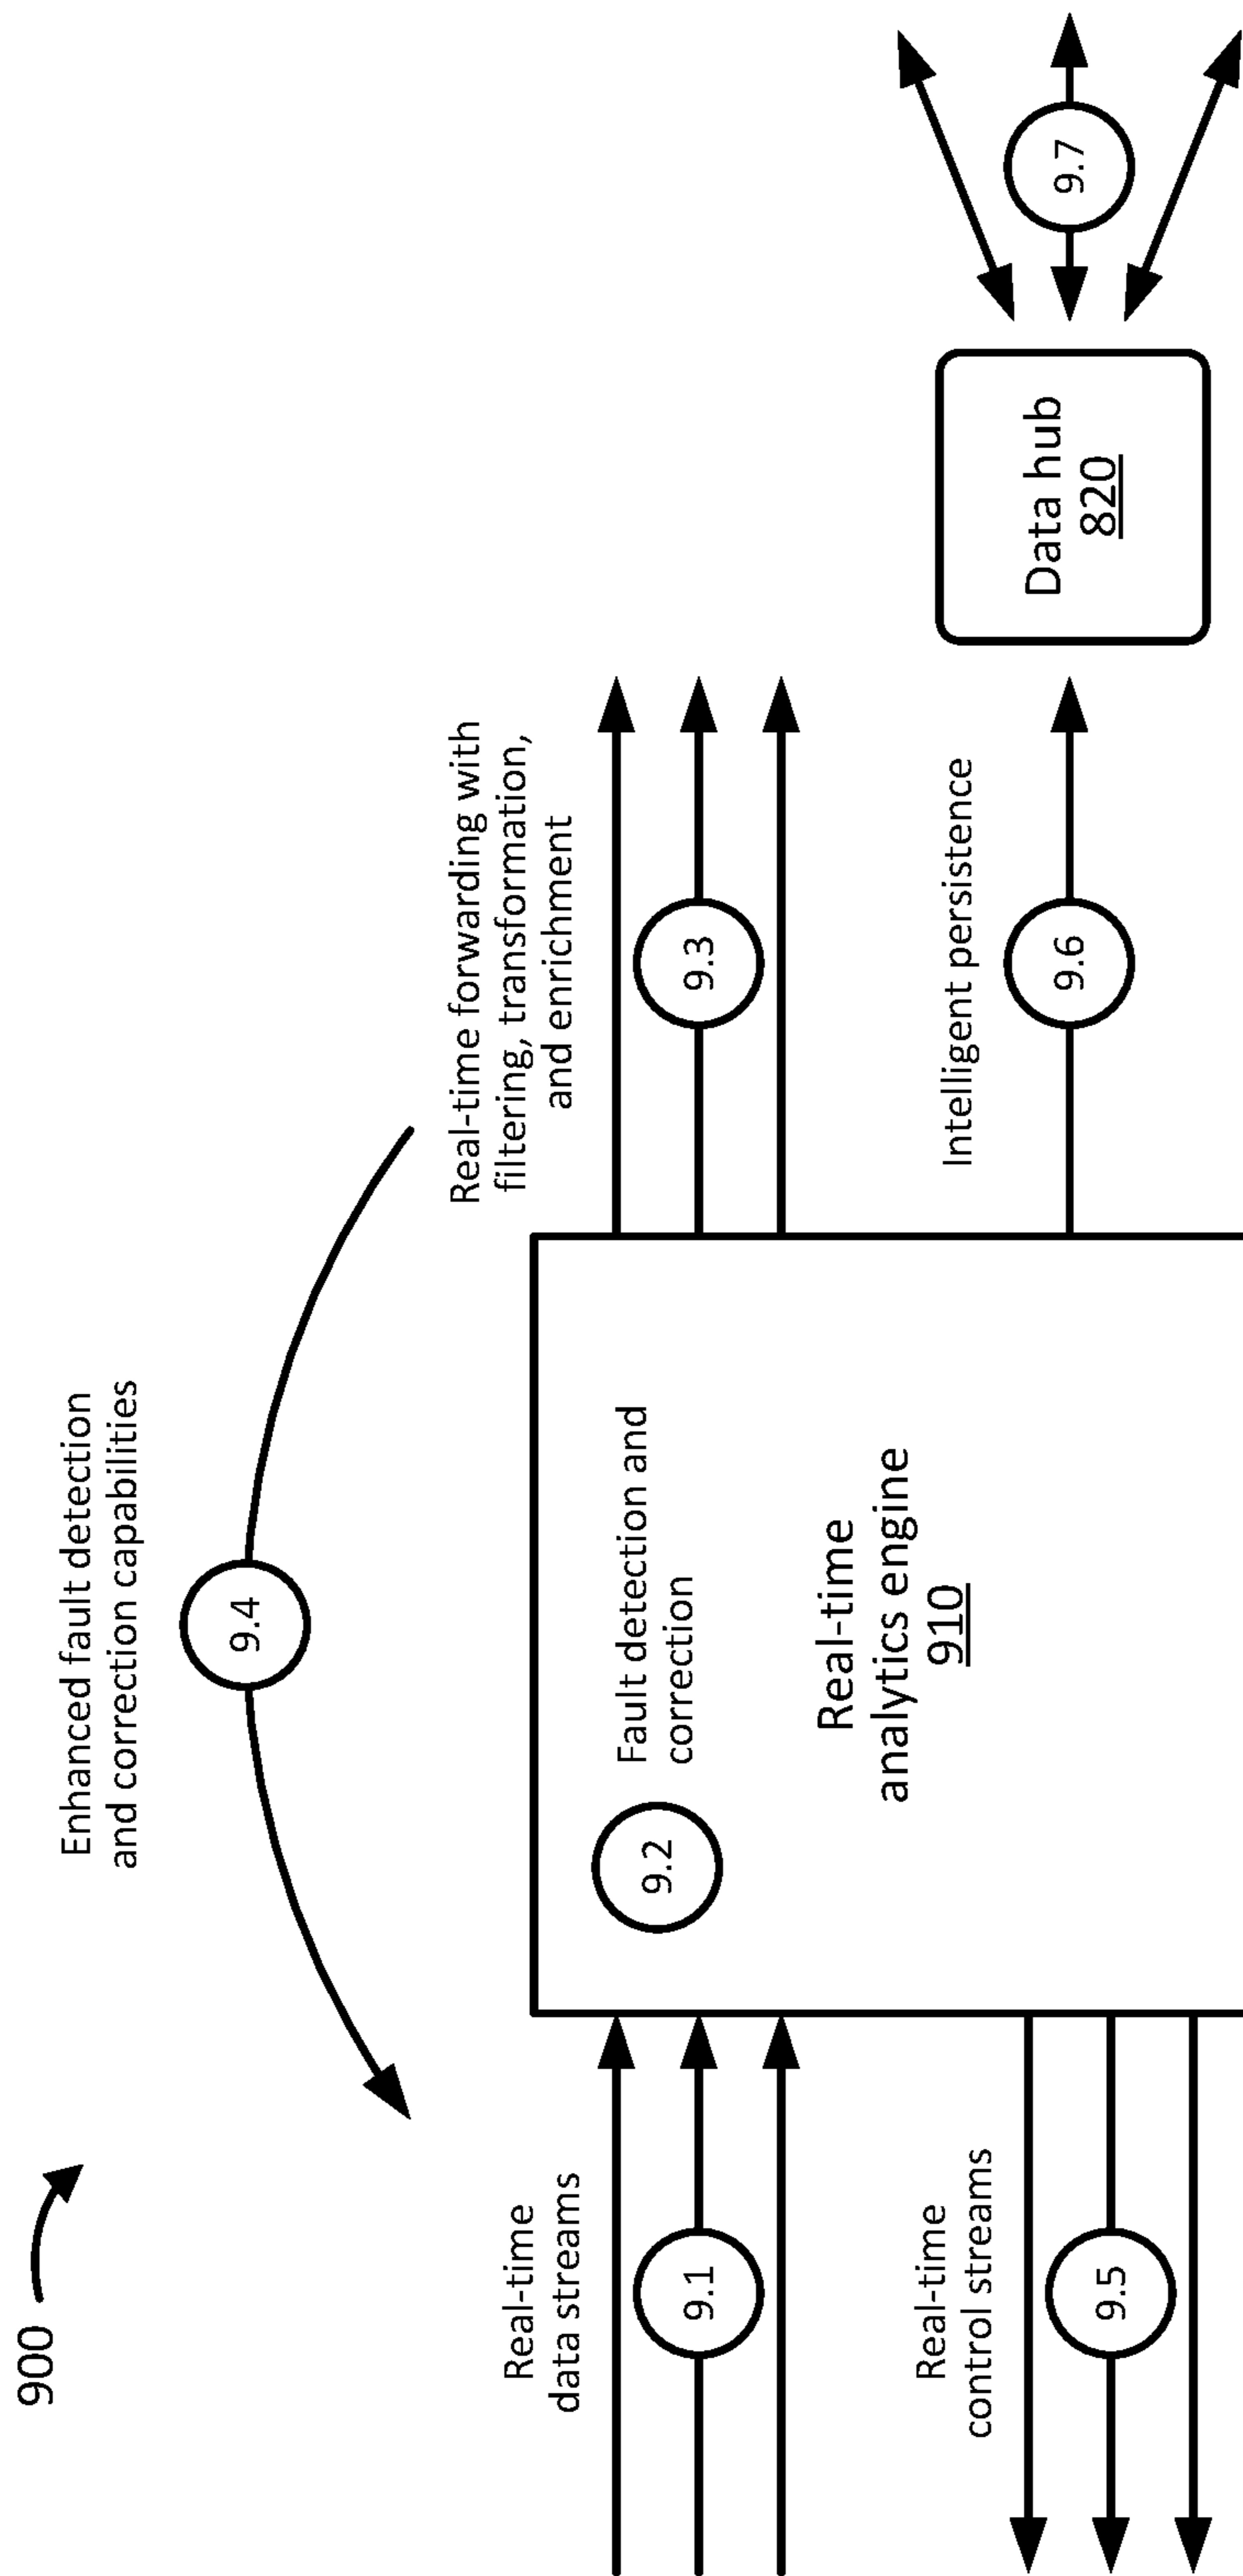 900
Enhanced fault detection
and correction capabilities
9.4
Real-time
data streams
9.1
9.2
Fault detection and
correction
Real-time forwarding with
filtering, transformation,
and enrichment
9.3
Real-time
analytics engine
910
Real-time
control streams
9.5
Intelligent persistence
9.6
Data hub
820
9.7